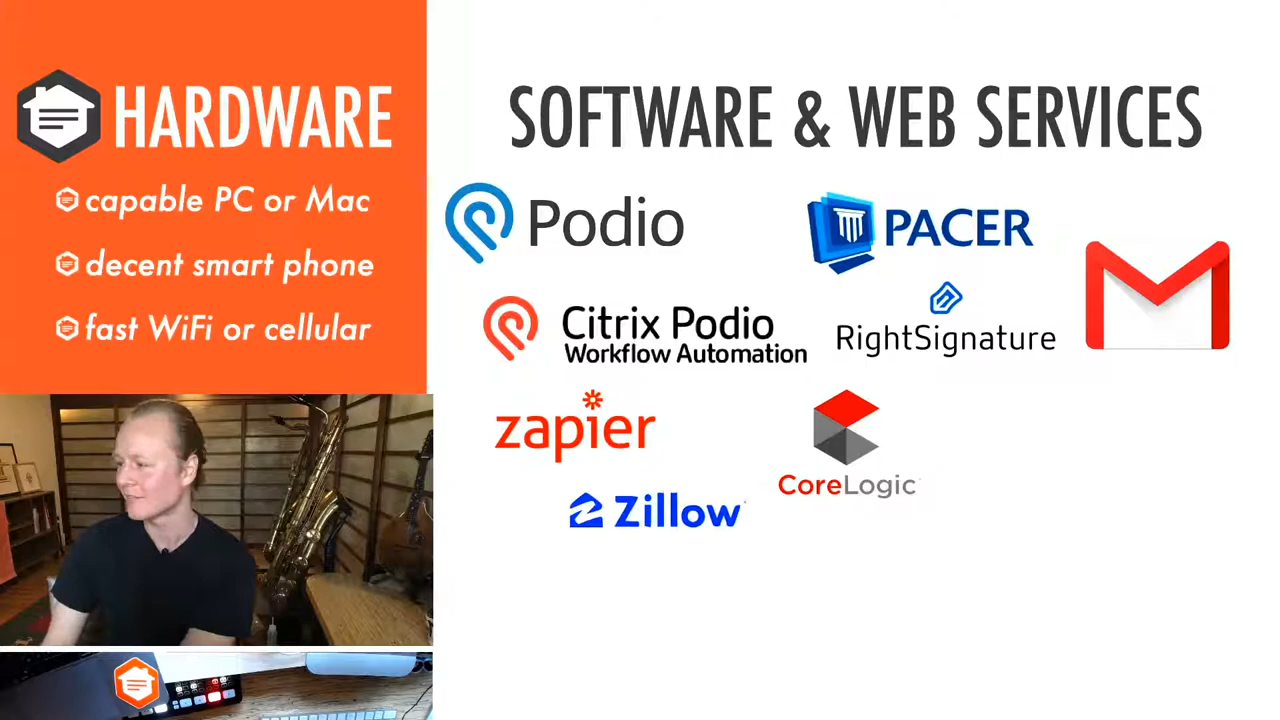 HARDWARE
capable PC or Mac
decent smart phone
fast WiFi or cellular
SOFTWARE & WEB SERVICES
Podio
PACER
Citrix Podio
Workflow Automation
RightSignature
zapier
CoreLogic
Zillow